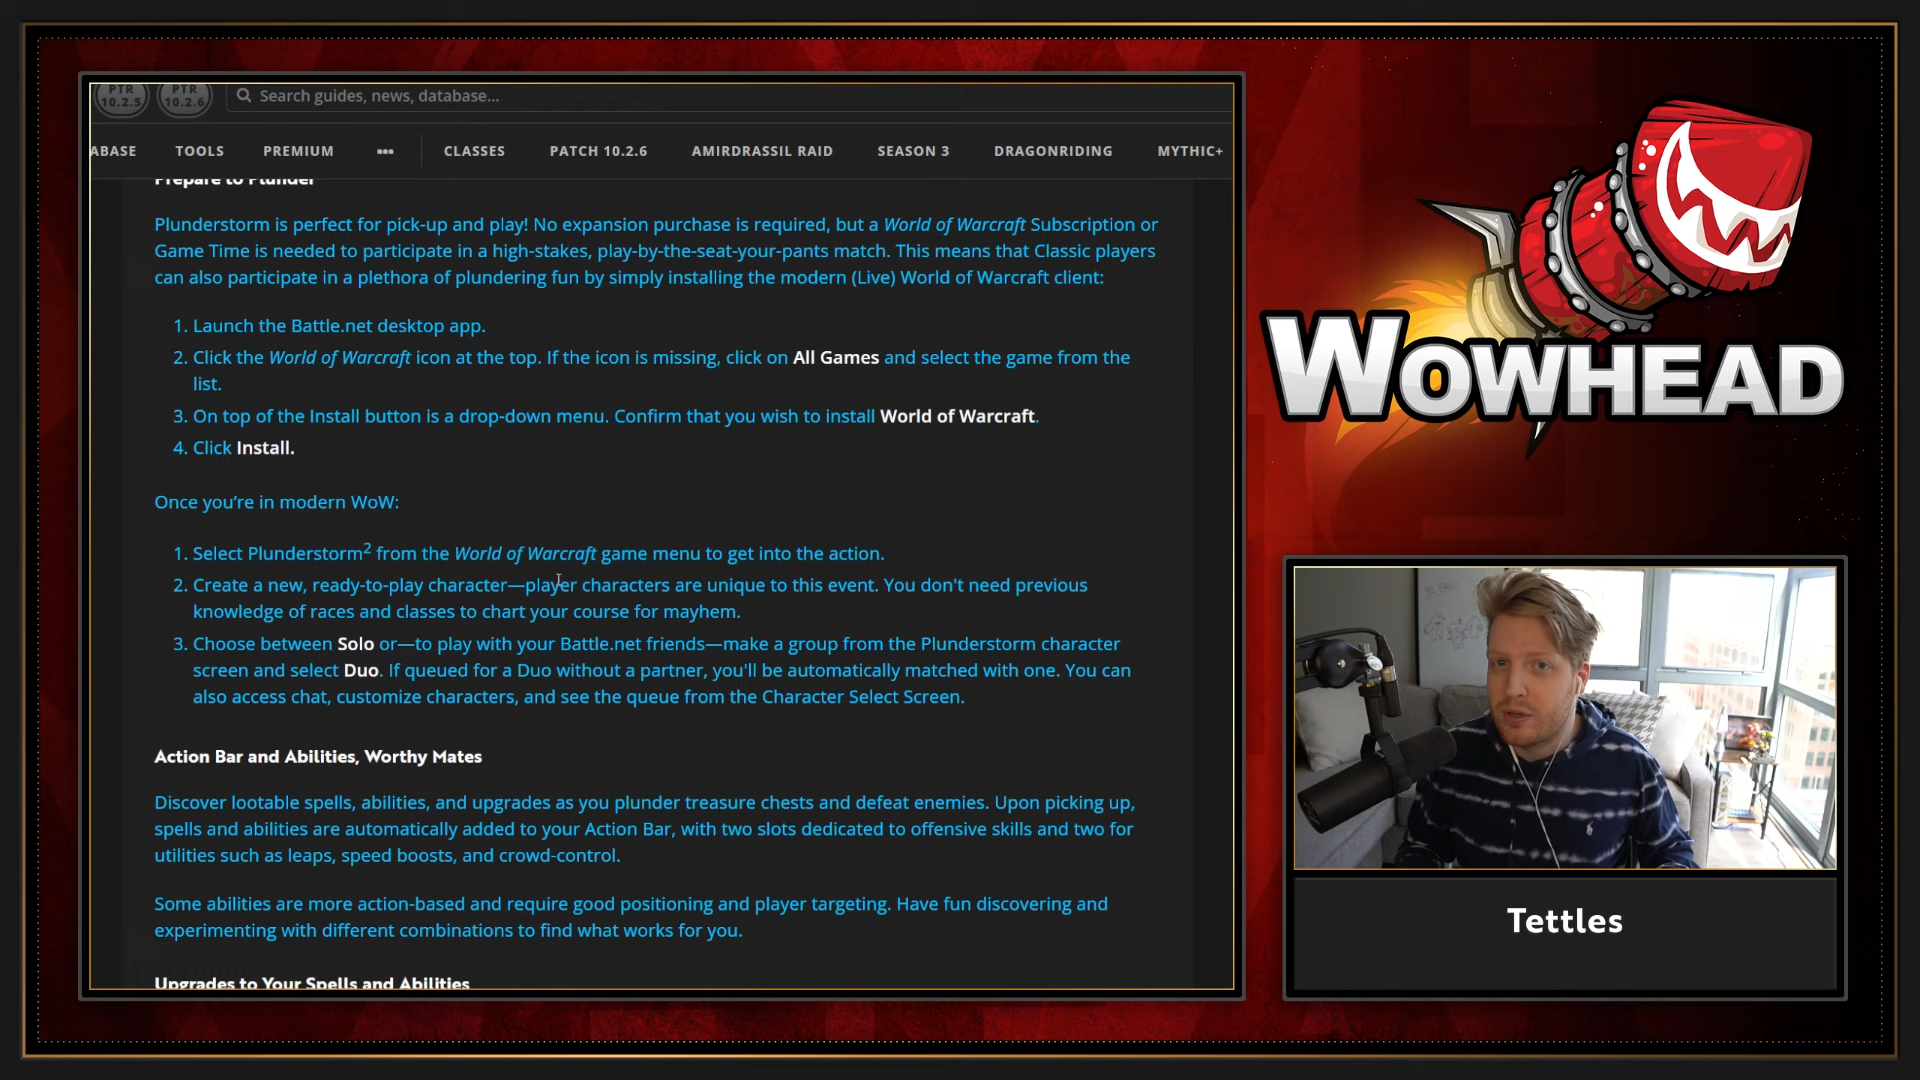 PTR
10.2.5
PTR
10.2.6
Search guides, news, database...
ABASE TOOLS PREMIUM ••• CLASSES PATCH 10.2.6 AMIRDRASSIL RAID SEASON 3 DRAGONRIDING MYTHIC+
Prepare to Plunder
Plunderstorm is perfect for pick-up and play! No expansion purchase is required, but a World of Warcraft Subscription or
Game Time is needed to participate in a high-stakes, play-by-the-seat-your-pants match. This means that Classic players
can also participate in a plethora of plundering fun by simply installing the modern (Live) World of Warcraft client:
1. Launch the Battle.net desktop app.
2. Click the World of Warcraft icon at the top. If the icon is missing, click on All Games and select the game from the
list.
3. On top of the Install button is a drop-down menu. Confirm that you wish to install World of Warcraft.
4. Click Install.
Once you’re in modern WoW:
1. Select Plunderstorm² from the World of Warcraft game menu to get into the action.
2. Create a new, ready-to-play character—player characters are unique to this event. You don't need previous
knowledge of races and classes to chart your course for mayhem.
3. Choose between Solo or—to play with your Battle.net friends—make a group from the Plunderstorm character
screen and select Duo. If queued for a Duo without a partner, you'll be automatically matched with one. You can
also access chat, customize characters, and see the queue from the Character Select Screen.
Action Bar and Abilities, Worthy Mates
Discover lootable spells, abilities, and upgrades as you plunder treasure chests and defeat enemies. Upon picking up,
spells and abilities are automatically added to your Action Bar, with two slots dedicated to offensive skills and two for
utilities such as leaps, speed boosts, and crowd-control.
Some abilities are more action-based and require good positioning and player targeting. Have fun discovering and
experimenting with different combinations to find what works for you.
Upgrades to Your Spells and Abilities
WOWHEAD
Tettles